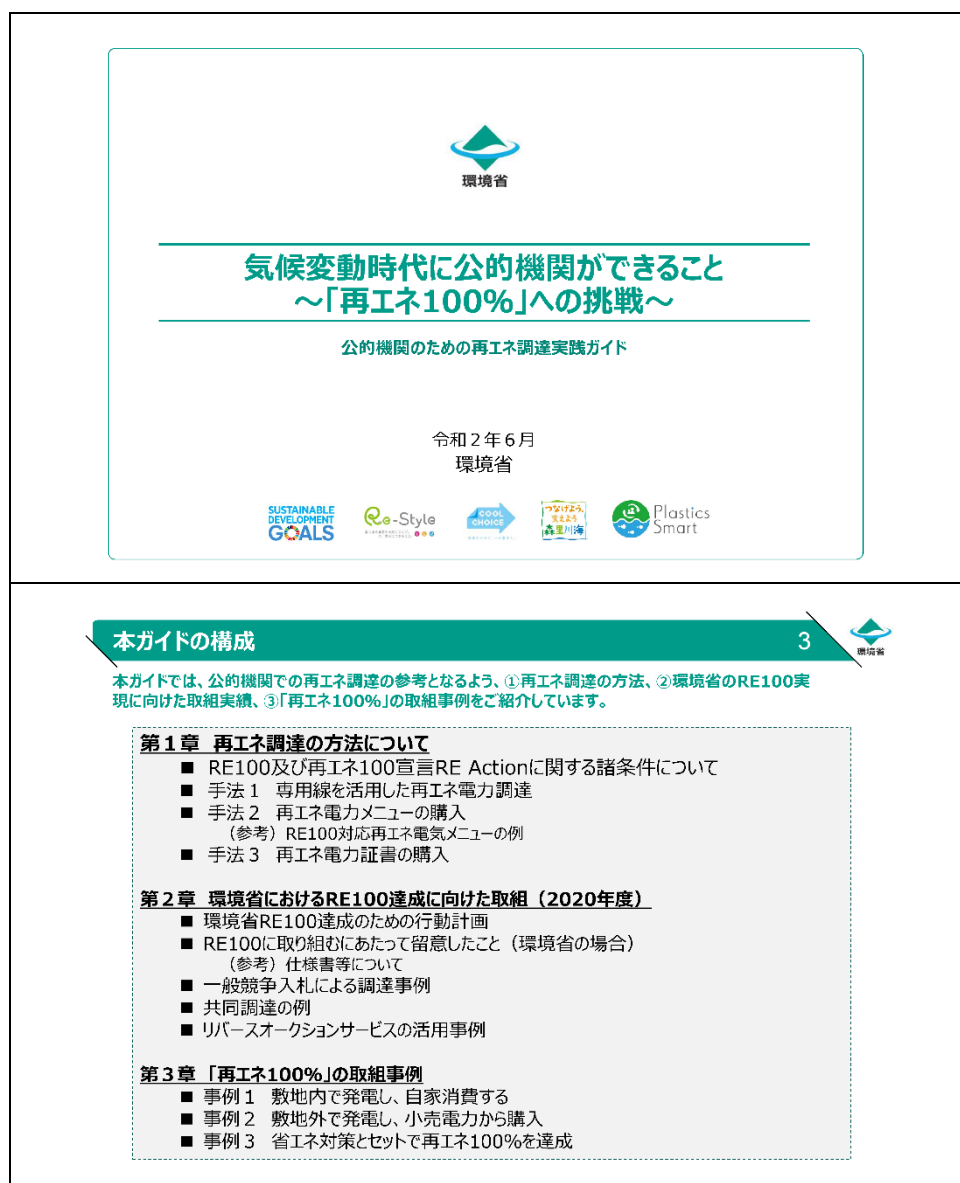 環境省
気候変動時代に公的機関ができること
～「再エネ100%」への挑戦～
公的機関のための再エネ調達実践ガイド
令和２年６月
環境省
SUSTAINABLE
DEVELOPMENT
GOALS
Re-Style
COOL
CHOICE
つなげよう、
支えよう
森里川海
Plastics
Smart
本ガイドの構成
3
環境省
本ガイドでは、公的機関での再エネ調達の参考となるよう、①再エネ調達の方法、②環境省のRE100実
現に向けた取組実績、③「再エネ100%」の取組事例をご紹介しています。
第１章 再エネ調達の方法について
■ RE100及び再エネ100宣言RE Actionに関する諸条件について
■ 手法１ 専用線を活用した再エネ電力調達
■ 手法２ 再エネ電力メニューの購入
（参考）RE100対応再エネ電気メニューの例
■ 手法３ 再エネ電力証書の購入
第２章 環境省におけるRE100達成に向けた取組（2020年度）
■ 環境省RE100達成のための行動計画
■ RE100に取り組むにあたって留意したこと（環境省の場合）
（参考）仕様書等について
■ 一般競争入札による調達事例
■ 共同調達の例
■ リバースオークションサービスの活用事例
第３章 「再エネ100%」の取組事例
■ 事例１ 敷地内で発電し、自家消費する
■ 事例２ 敷地外で発電し、小売電力から購入
■ 事例３ 省エネ対策とセットで再エネ100%を達成